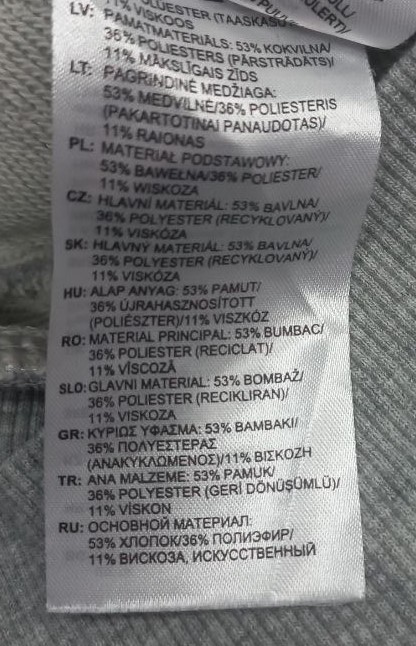 11% VISKOOS
LV: PAMATMATERIĀLS: 53% KOKVILNA/
36% POLIESTERS (PĀRSTRĀDĀTS)/
11% MĀKSLĪGAIS ZĪDS
LT: PAGRINDINĖ MEDŽIAGA:
53% MEDVILNĖ/36% POLIESTERIS
(PAKARTOTINAI PANAUDOTAS)/
11% RAIONAS
PL: MATERIAŁ PODSTAWOWY:
53% BAWEŁNA/36% POLIESTER/
11% WISKOZA
CZ: HLAVNÍ MATERIÁL: 53% BAVLNA/
36% POLYESTER (RECYKLOVANÝ)/
11% VISKÓZA
SK: HLAVNÝ MATERIÁL: 53% BAVLNA/
36% POLYESTER (RECYKLOVANÝ)/
11% VISKÓZA
HU: ALAP ANYAG: 53% PAMUT/
36% ÚJRAHASZNOSÍTOTT
(POLIÉSZTER)/11% VISZKÓZ
RO: MATERIAL PRINCIPAL: 53% BUMBAC/
36% POLIESTER (RECICLAT)/
11% VÎSCOZĂ
SLO: GLAVNI MATERIAL: 53% BOMBAŽ/
36% POLIESTER (RECIKLIRAN)/
11% VISKOZA
GR: ΚΥΡΙΩΣ ΥΦΑΣΜΑ: 53% ΒΑΜΒΑΚΙ/
36% ΠΟΛΥΕΣΤΕΡΑΣ
(ΑΝΑΚΥΚΛΩΜΕΝΟΣ)/11% ΒΙΣΚΟΖΗ
TR: ANA MALZEME: 53% PAMUK/
36% POLYESTER (GERİ DÖNÜŞÜMLÜ)/
11% VİSKON
RU: ОСНОВНОЙ МАТЕРИАЛ:
53% ХЛОПОК/36% ПОЛИЭФИР/
11% ВИСКОЗА, ИСКУССТВЕННЫЙ